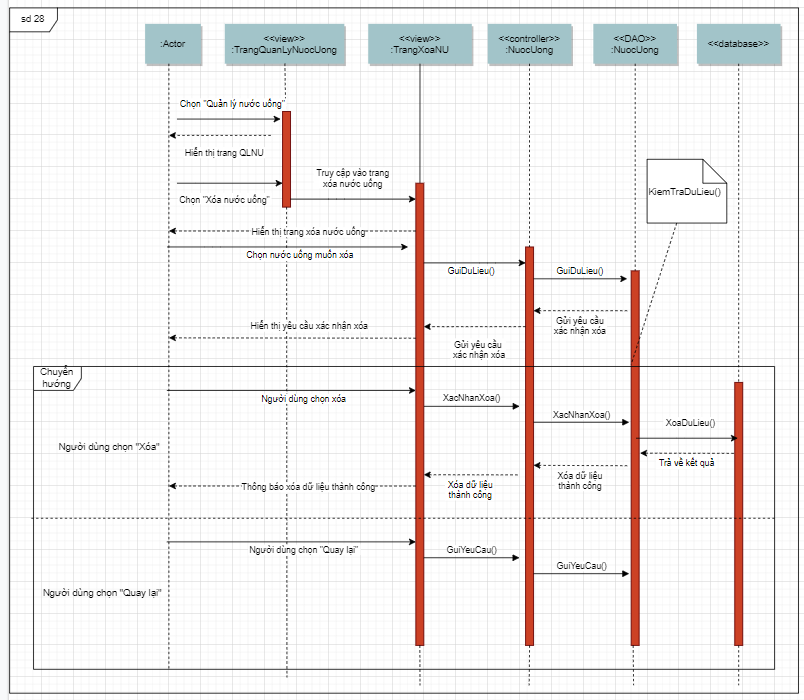 sd 28
:Actor
<<view>>
:TrangQuanLyNuocUong
<<view>>
:TrangXoaNU
<<controller>>
:NuocUong
<<DAO>>
:NuocUong
<<database>>
Chọn "Quản lý nước uống"
Hiển thị trang QLNU
Truy cập vào trang
xóa nước uống
Chọn "Xóa nước uống"
KiemTraDuLieu()
Hiển thị trang xóa nước uống
Chọn nước uống muốn xóa
GuiDuLieu()
GuiDuLieu()
Gửi yêu cầu
xác nhận xóa
Hiển thị yêu cầu xác nhận xóa
Gửi yêu cầu
xác nhận xóa
Chuyển
hướng
Người dùng chọn xóa
XacNhanXoa()
XacNhanXoa()
XoaDuLieu()
Người dùng chọn "Xóa"
Trả về kết quả
Xóa dữ liệu
thành công
Thông báo xóa dữ liệu thành công
Xóa dữ liệu
thành công
Người dùng chọn "Quay lại"
GuiYeuCau()
GuiYeuCau()
Người dùng chọn "Quay lại"